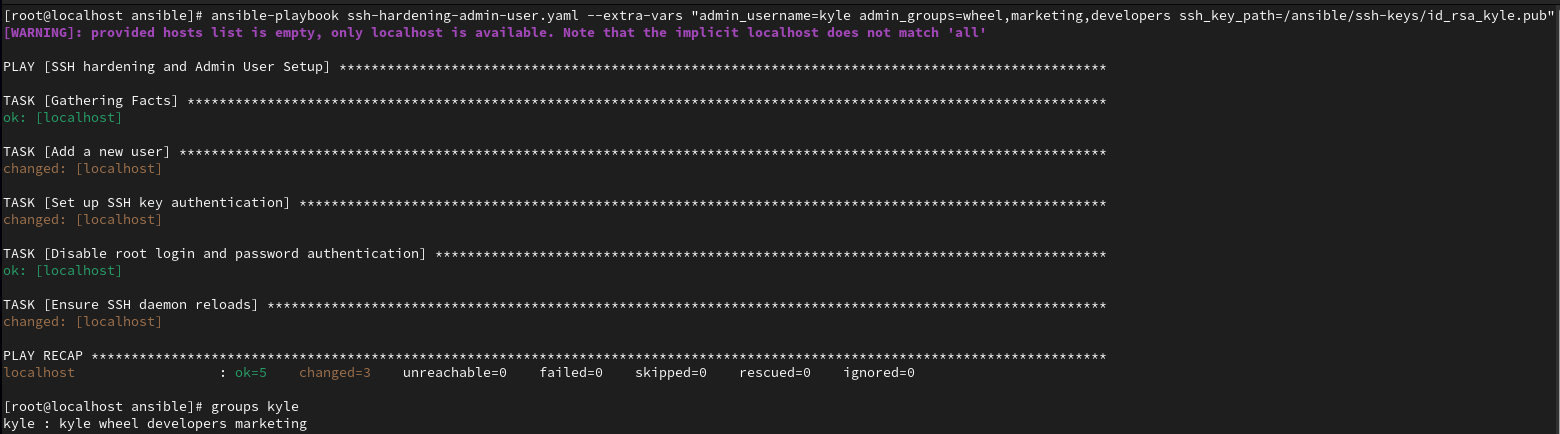 [root@localhost ansible]# ansible-playbook ssh-hardening-admin-user.yaml --extra-vars "admin_username=kyle admin_groups=wheel,marketing,developers ssh_key_path=/ansible/ssh-keys/id_rsa_kyle.pub"
[WARNING]: provided hosts list is empty, only localhost is available. Note that the implicit localhost does not match 'all'
PLAY [SSH hardening and Admin User Setup] ************************************************************************************************
TASK [Gathering Facts] *******************************************************************************************************************
ok: [localhost]
TASK [Add a new user] ********************************************************************************************************************
changed: [localhost]
TASK [Set up SSH key authentication] *****************************************************************************************************
changed: [localhost]
TASK [Disable root login and password authentication] ************************************************************************************
ok: [localhost]
TASK [Ensure SSH daemon reloads] *********************************************************************************************************
changed: [localhost]
PLAY RECAP *******************************************************************************************************************************
localhost                  : ok=5    changed=3    unreachable=0    failed=0    skipped=0    rescued=0    ignored=0
[root@localhost ansible]# groups kyle
kyle : kyle wheel developers marketing